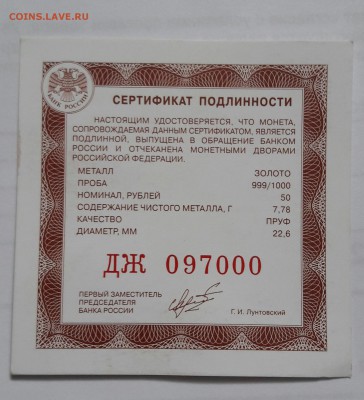 COINS.LAVE.RU
БАНК РОССИИ
СЕРТИФИКАТ ПОДЛИННОСТИ
НАСТОЯЩИМ УДОСТОВЕРЯЕТСЯ, ЧТО МОНЕТА,
СОПРОВОЖДАЕМАЯ ДАННЫМ СЕРТИФИКАТОМ, ЯВЛЯЕТСЯ
ПОДЛИННОЙ, ВЫПУЩЕНА В ОБРАЩЕНИЕ БАНКОМ
РОССИИ И ОТЧЕКАНЕНА МОНЕТНЫМИ ДВОРАМИ
РОССИЙСКОЙ ФЕДЕРАЦИИ.
МЕТАЛЛ ЗОЛОТО
ПРОБА 999/1000
НОМИНАЛ, РУБЛЕЙ 50
СОДЕРЖАНИЕ ЧИСТОГО МЕТАЛЛА, Г 7,78
КАЧЕСТВО ПРУФ
ДИАМЕТР, ММ 22,6
ДЖ 097000
ПЕРВЫЙ ЗАМЕСТИТЕЛЬ
ПРЕДСЕДАТЕЛЯ
БАНКА РОССИИ Г. И. Лунтовский